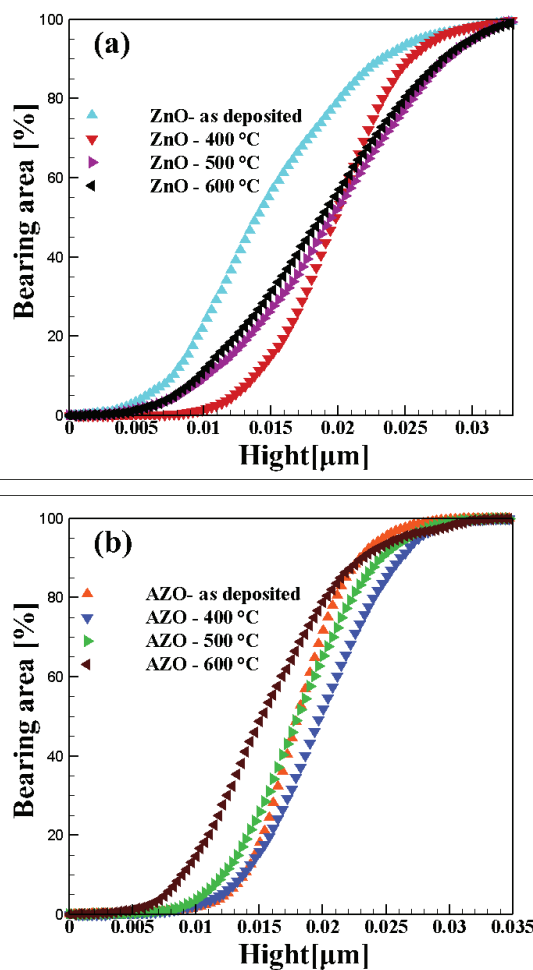 (a)
100
80
60
40
20
0
Bearing area [%]
ZnO- as deposited
ZnO - 400 °C
ZnO - 500 °C
ZnO - 600 °C
0 0.005 0.01 0.015 0.02 0.025 0.03
Hight[μm]
(b)
100
80
60
40
20
0
Bearing area [%]
AZO- as deposited
AZO - 400 °C
AZO - 500 °C
AZO - 600 °C
0 0.005 0.01 0.015 0.02 0.025 0.03 0.035
Hight[μm]